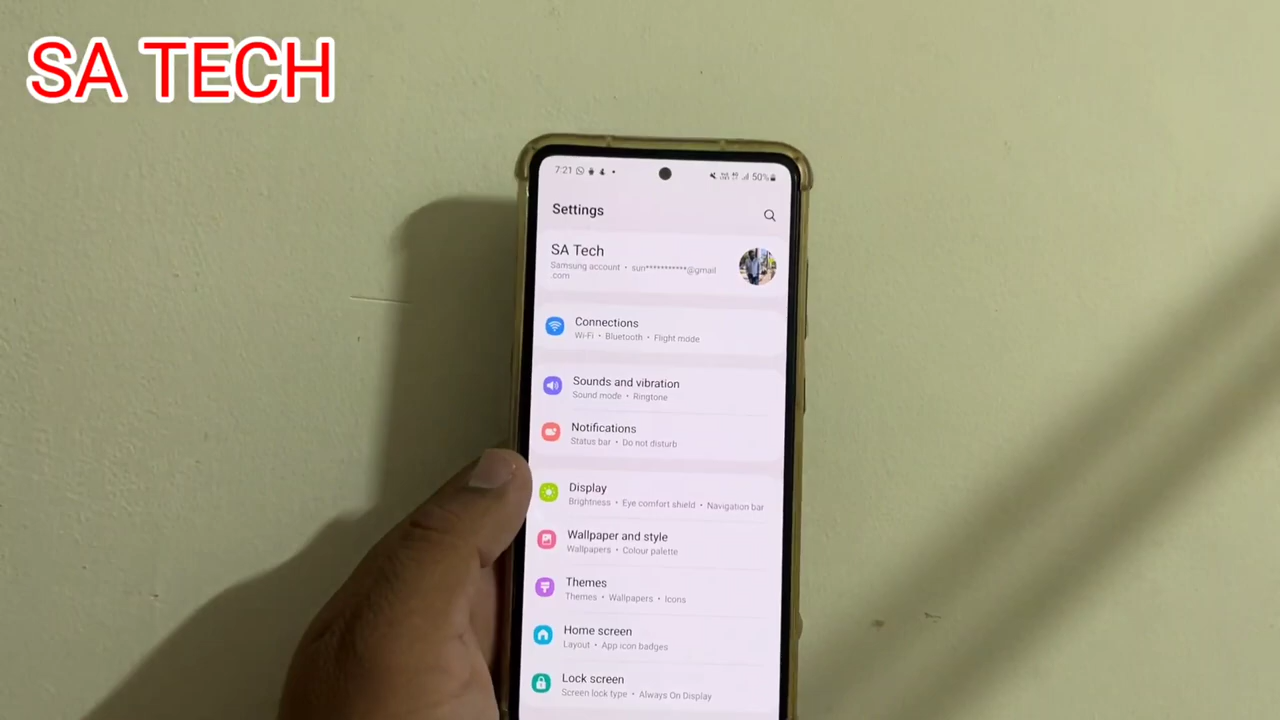 SA TECH
7:21
50%
Settings
SA Tech
Samsung account • sun***********@gmail
.com
Connections
Wi-Fi • Bluetooth • Flight mode
Sounds and vibration
Sound mode • Ringtone
Notifications
Status bar • Do not disturb
Display
Brightness • Eye comfort shield • Navigation bar
Wallpaper and style
Wallpapers • Colour palette
Themes
Themes • Wallpapers • Icons
Home screen
Layout • App icon badges
Lock screen
Screen lock type • Always On Display